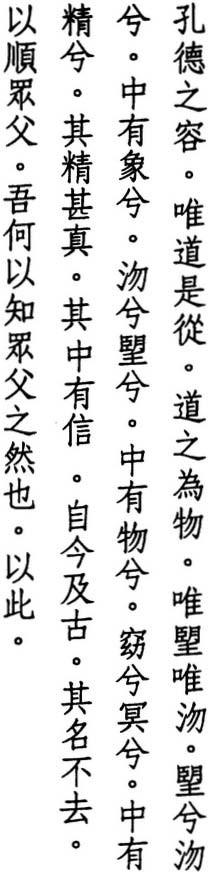 孔德之容。唯道是從。道之為物。唯朢唯沕。朢兮沕
兮。中有象兮。沕兮朢兮。中有物兮。窈兮冥兮。中有
精兮。其精甚真。其中有信。自今及古。其名不去。
以順眾父。吾何以知眾父之然也。以此。